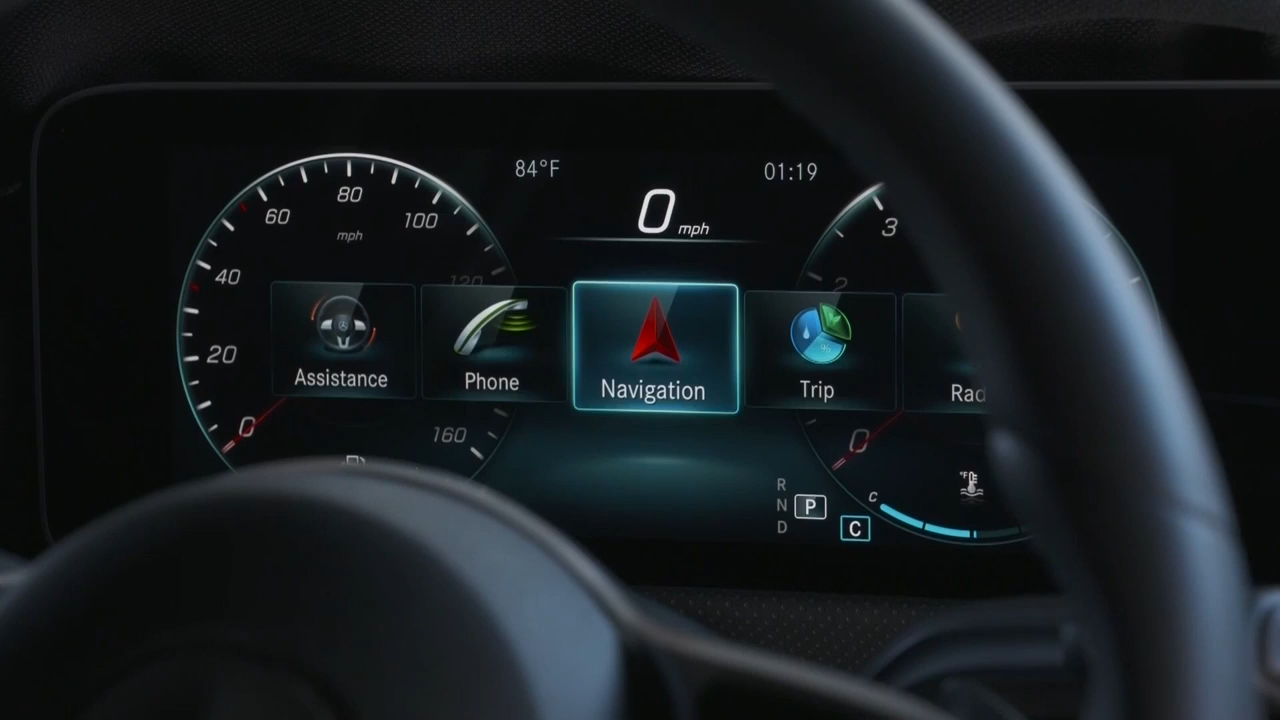 84°F
01:19
0 mph
80
60
100
mph
3
40
120
2
Assistance
Phone
Navigation
Trip
Rad
20
0
160
0
R
N
D
P
C
°F
C